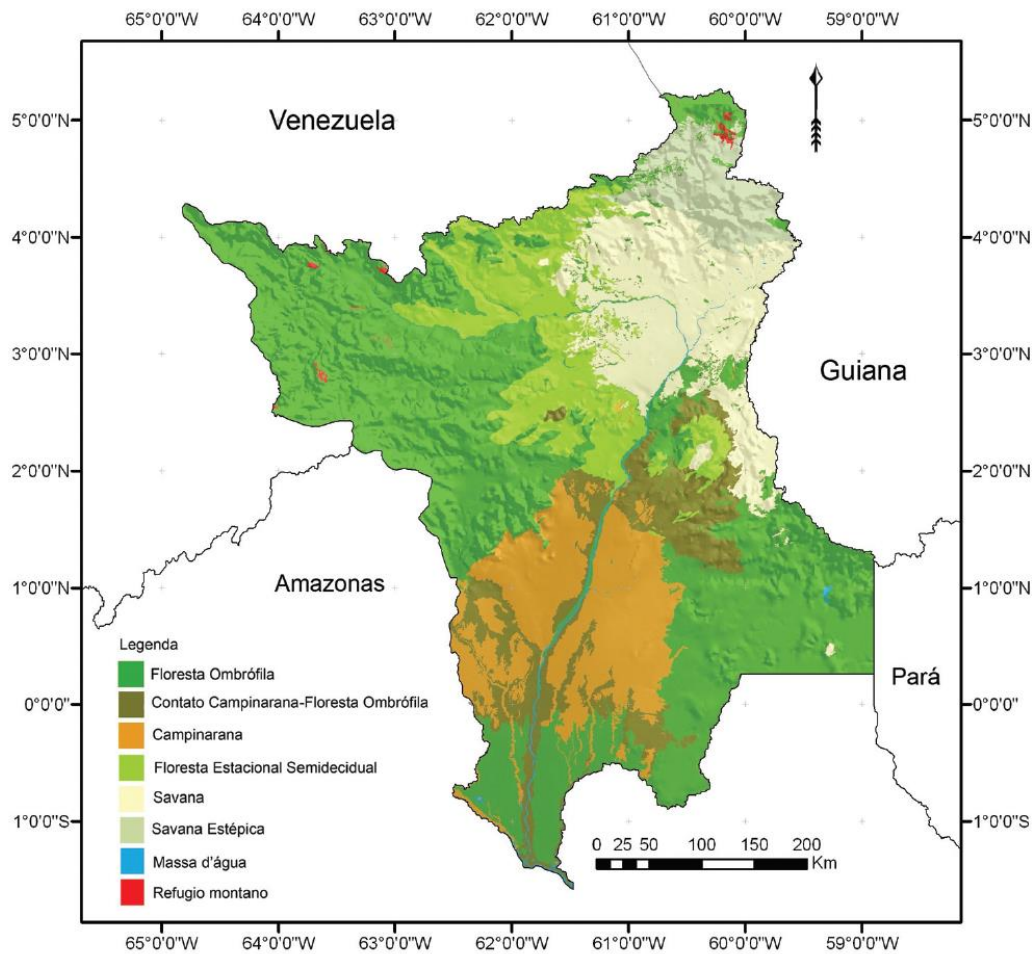 65°0'0"W 64°0'0"W 63°0'0"W 62°0'0"W 61°0'0"W 60°0'0"W 59°0'0"W
5°0'0"N Venezuela 5°0'0"N
4°0'0"N 4°0'0"N
3°0'0"N 3°0'0"N
Guiana
2°0'0"N 2°0'0"N
1°0'0"N Amazonas 1°0'0"N
Legenda
Floresta Ombrófila
Pará
0°0'0" Contato Campinarana-Floresta Ombrófila 0°0'0"
Campinarana
Floresta Estacional Semidecidual
Savana
1°0'0"S Savana Estépica 1°0'0"S
0 25 50 100 150 200
Km
Massa d'água
Refugio montano
65°0'0"W 64°0'0"W 63°0'0"W 62°0'0"W 61°0'0"W 60°0'0"W 59°0'0"W